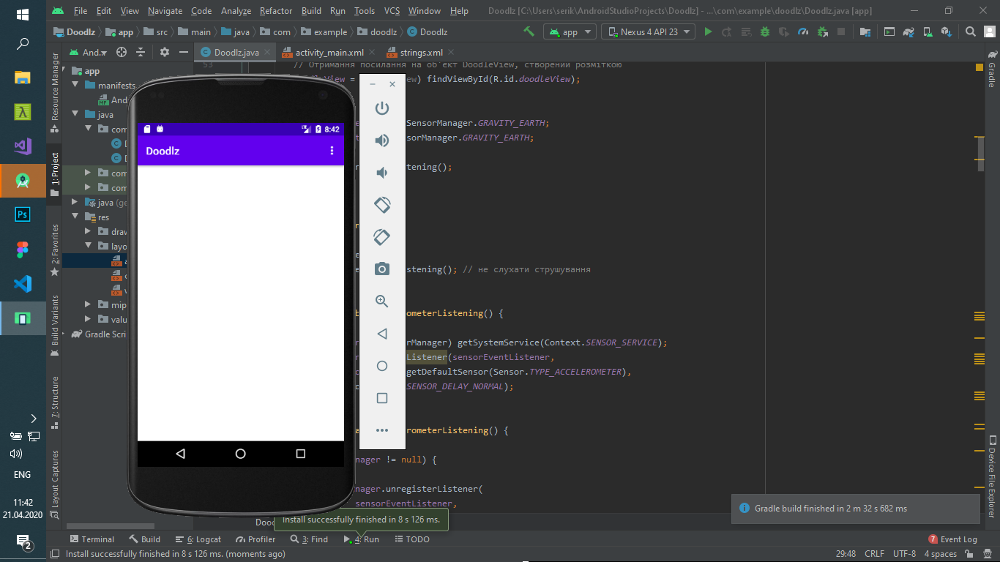 File Edit View Navigate Code Analyze Refactor Build Run Tools VCS Window Help Doodlz [C:\Users\serik\AndroidStudioProjects\Doodlz] - ...\com\example\doodlz\Doodlz.java [app]
Doodlz app src main java com example doodlz Doodlz app Nexus 4 API 23
And.. Doodlz.java activity_main.xml strings.xml
53 // Отримання посилання на об'єкт DoodleView, створений розміткою
app
View = ew) findViewById(R.id.doodleView);
manifests
And
java
com
SensorManager.GRAVITY_EARTH;
sorManager.GRAVITY_EARTH;
tening();
com
com
java (ge
res
draw
layo
stening(); // не слухати струшування
mip
valu
ometerListening() {
Gradle Scri
rManager) getSystemService(Context.SENSOR_SERVICE);
Listener(sensorEventListener,
getDefaultSensor(Sensor.TYPE_ACCELEROMETER),
SENSOR_DELAY_NORMAL);
rometerListening() {
nager != null) {
nager.unregisterListener(
sensorEventListener,
Dood
Resource Manager
1: Project
2: Favorites
Build Variants
7: Structure
Layout Captures
Gradle
Device File Explorer
8:42
Doodlz
Ps
ENG
11:42
21.04.2020
2
Gradle build finished in 2 m 32 s 682 ms
Install successfully finished in 8 s 126 ms.
Terminal Build 6: Logcat Profiler 3: Find 4: Run TODO 7 Event Log
Install successfully finished in 8 s 126 ms. (moments ago) 29:48 CRLF UTF-8 4 spaces